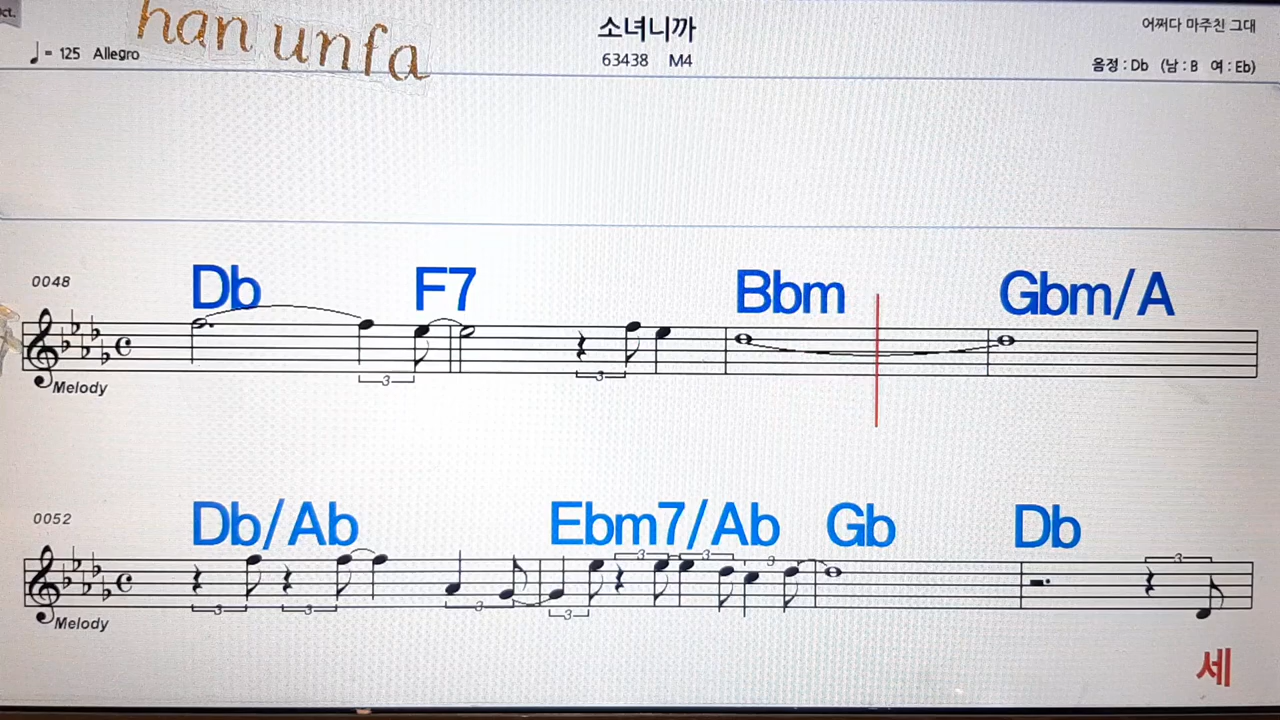 ct.
han unfa
소녀니까
어쩌다 마주친 그대
♩= 125 Allegro
63438 M4
음정 : Db (남 : B 여 : Eb)
0048
Db F7 Bbm Gbm/A
3 3
Melody
0052
Db/Ab Ebm7/Ab Gb Db
3 3 3
3 3 3 3 3
Melody
세